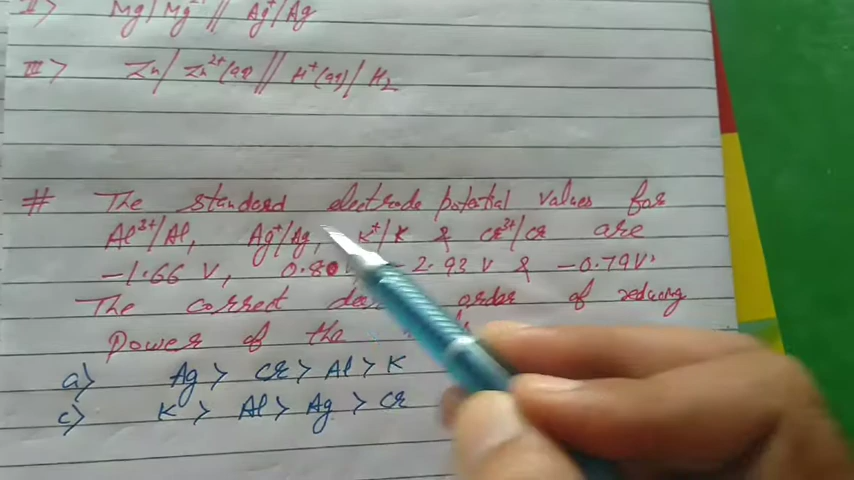 II> Mg/Mg²⁺// Ag⁺/Ag
III> Zn/Zn²⁺(aq)//H⁺(aq)/H₂
# The standard electrode potential values for
Al³⁺/Al, Ag⁺/Ag, K⁺/K & Cr³⁺/Cr are
-1.66 V, 0.80 -2.93 V & -0.79V.
The correct order of reducing
Power of the
a> Ag > Cr > Al > K
c> K > Al > Ag > Cr